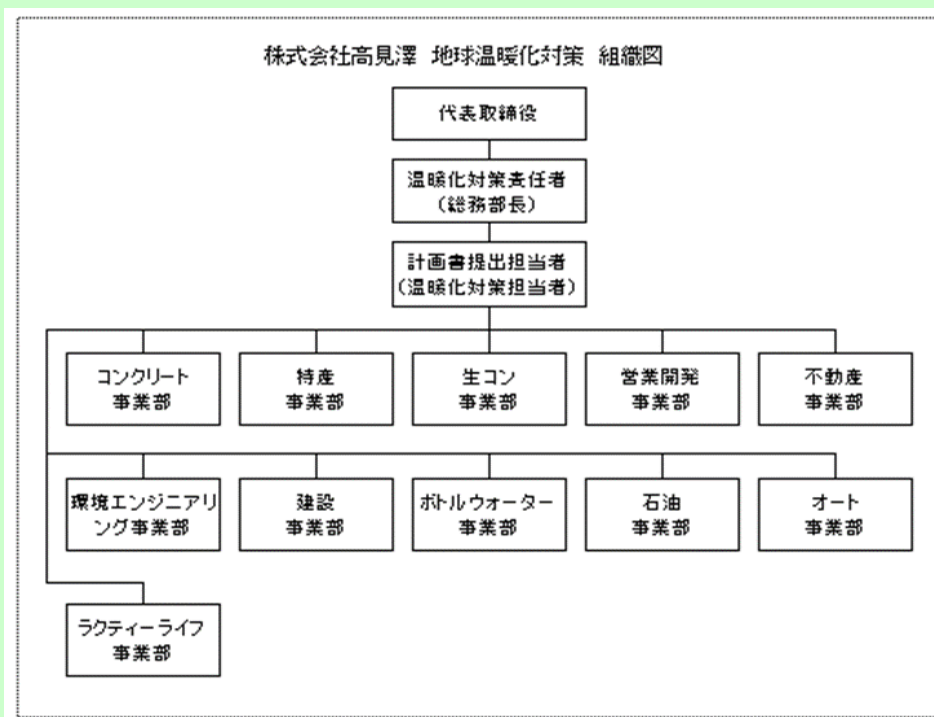 株式会社高見澤 地球温暖化対策 組織図
代表取締役
温暖化対策責任者
(総務部長)
計画書提出担当者
(温暖化対策担当者)
コンクリート
事業部
特産
事業部
生コン
事業部
営業開発
事業部
不動産
事業部
環境エンジニアリ
ング事業部
建設
事業部
ボトルウォーター
事業部
石油
事業部
オート
事業部
ラクティーライフ
事業部